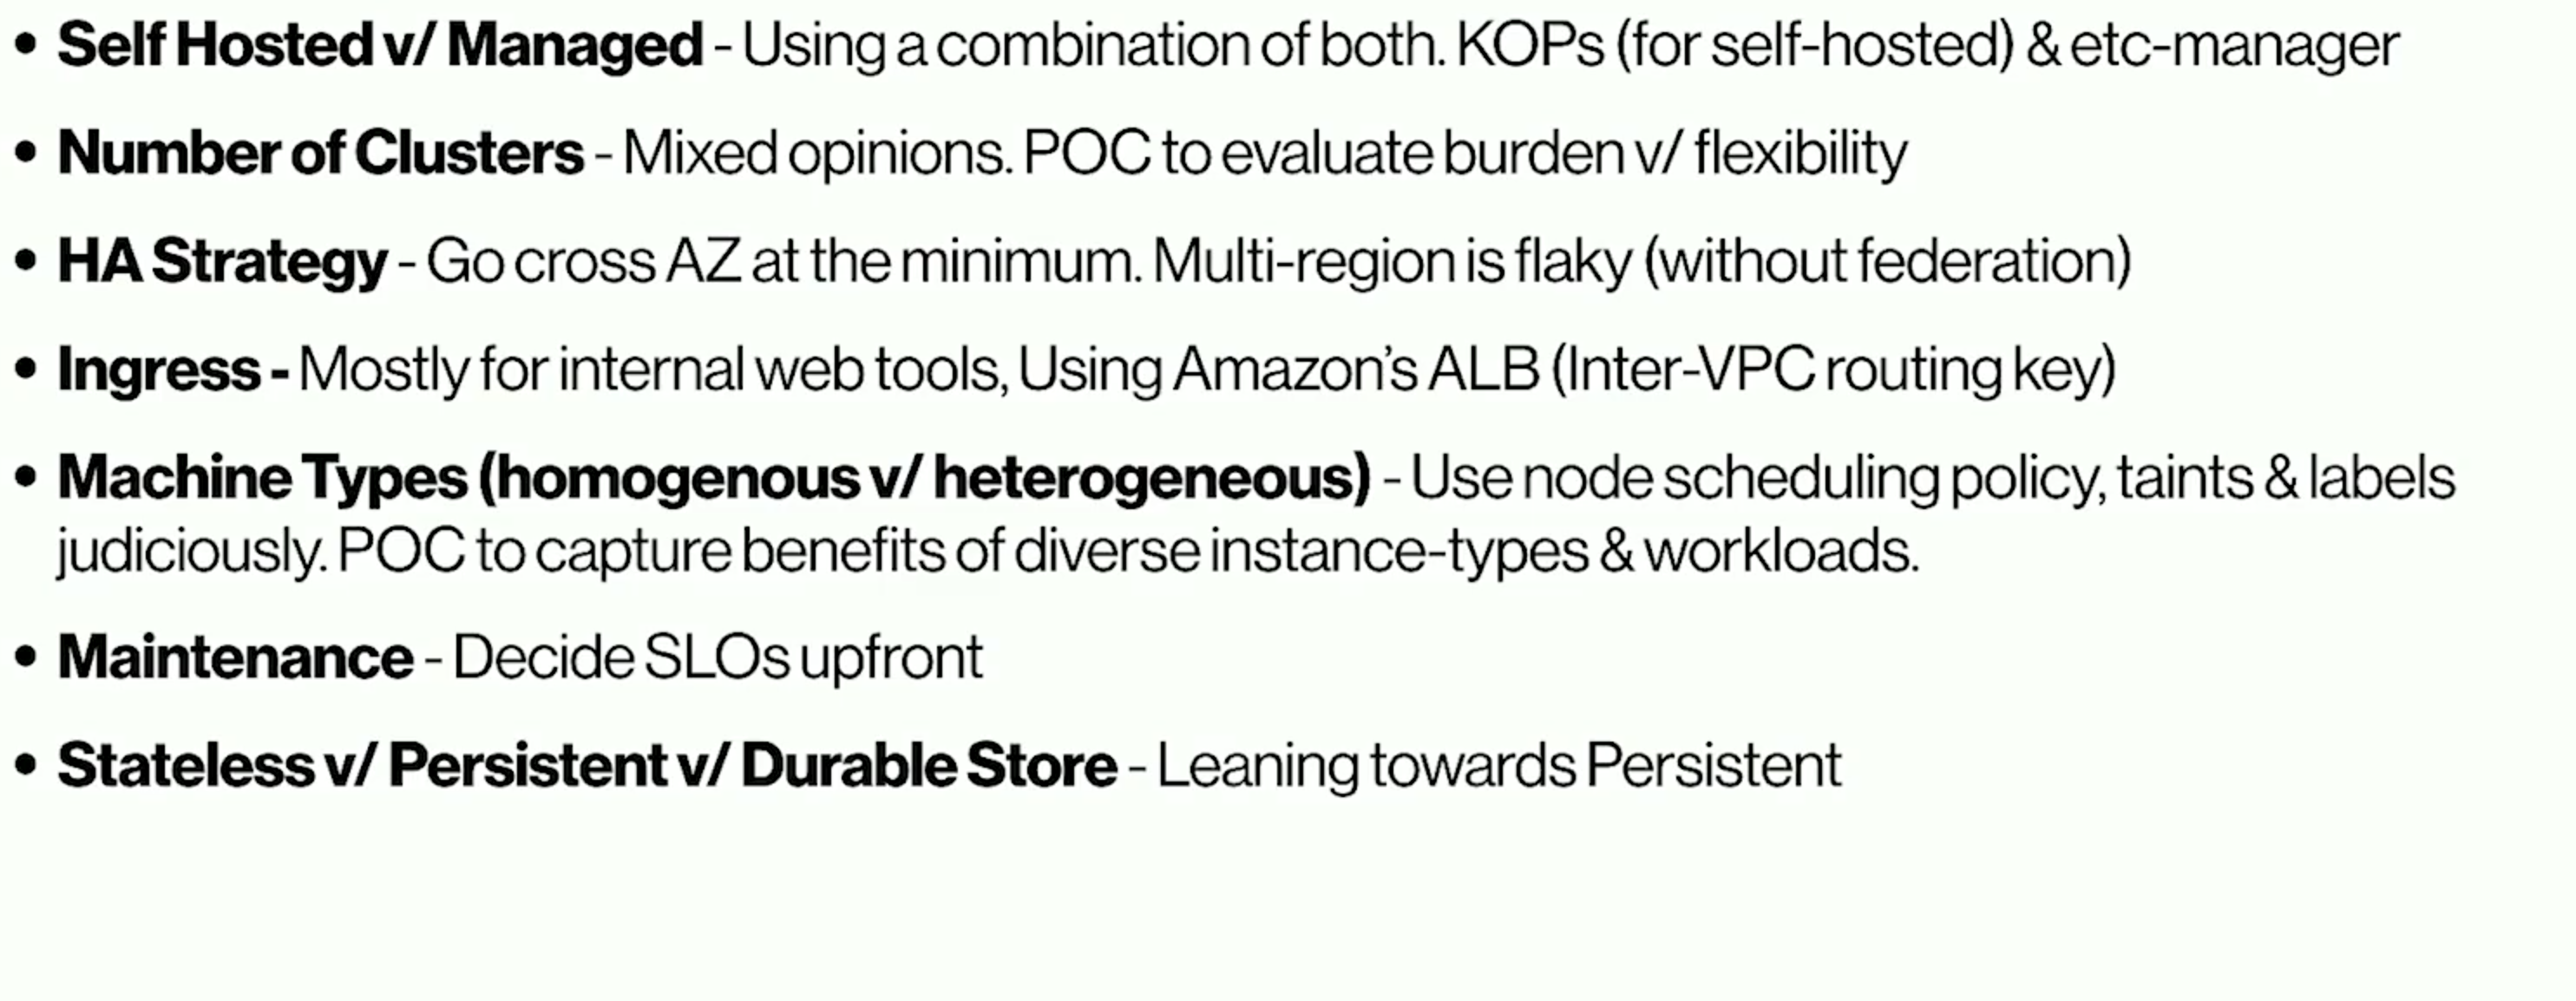 • Self Hosted v/ Managed - Using a combination of both. KOPs (for self-hosted) & etc-manager
• Number of Clusters - Mixed opinions. POC to evaluate burden v/ flexibility
• HA Strategy - Go cross AZ at the minimum. Multi-region is flaky (without federation)
• Ingress - Mostly for internal web tools, Using Amazon’s ALB (Inter-VPC routing key)
• Machine Types (homogenous v/ heterogeneous) - Use node scheduling policy, taints & labels
judiciously. POC to capture benefits of diverse instance-types & workloads.
• Maintenance - Decide SLOs upfront
• Stateless v/ Persistent v/ Durable Store - Leaning towards Persistent